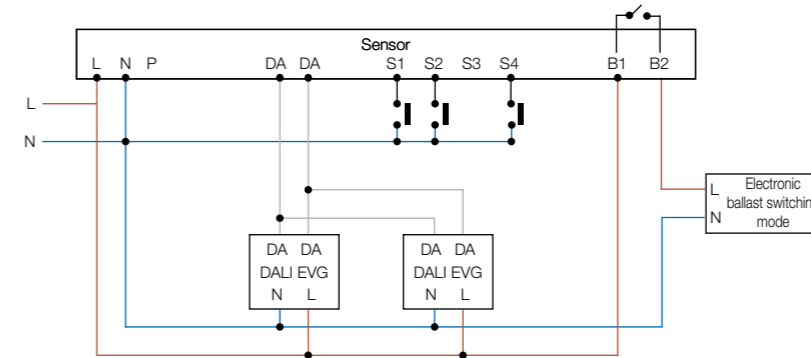 Sensor
L N P DA DA S1 S2 S3 S4 B1 B2
L
N
L Electronic
ballast switchin
N mode
DA DA DA DA
DALI EVG DALI EVG
N L N L